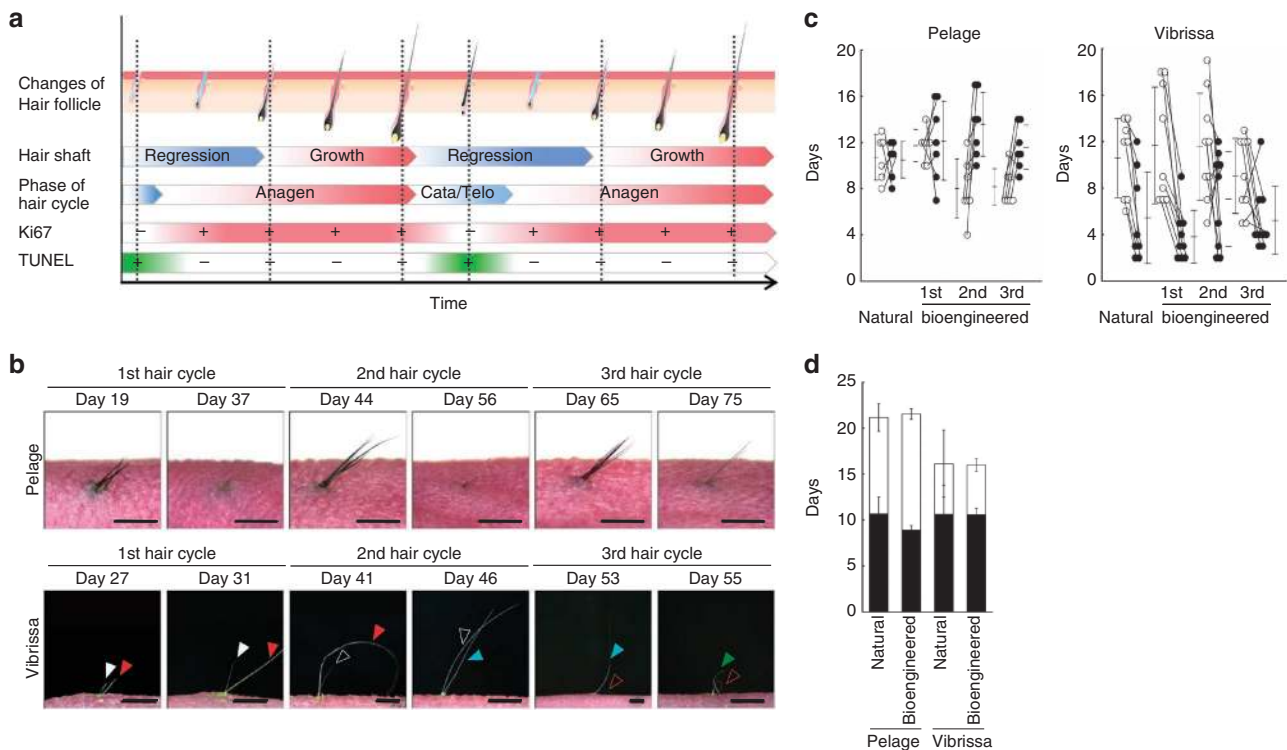 a
Changes of
Hair follicle
Hair shaft
Regression
Growth
Regression
Growth
Phase of
hair cycle
Anagen
Cata/Telo
Anagen
Ki67
− + + + + − + + + +
TUNEL
+ − − − − + − − − −
Time
b
1st hair cycle
2nd hair cycle
3rd hair cycle
Day 19
Day 37
Day 44
Day 56
Day 65
Day 75
Pelage
1st hair cycle
2nd hair cycle
3rd hair cycle
Day 27
Day 31
Day 41
Day 46
Day 53
Day 55
Vibrissa
c
Pelage
20
16
12
8
4
0
Days
1st 2nd 3rd
Natural bioengineered
Vibrissa
20
16
12
8
4
0
Days
1st 2nd 3rd
Natural bioengineered
d
25
20
15
10
5
0
Days
Natural
Bioengineered
Natural
Bioengineered
Pelage
Vibrissa